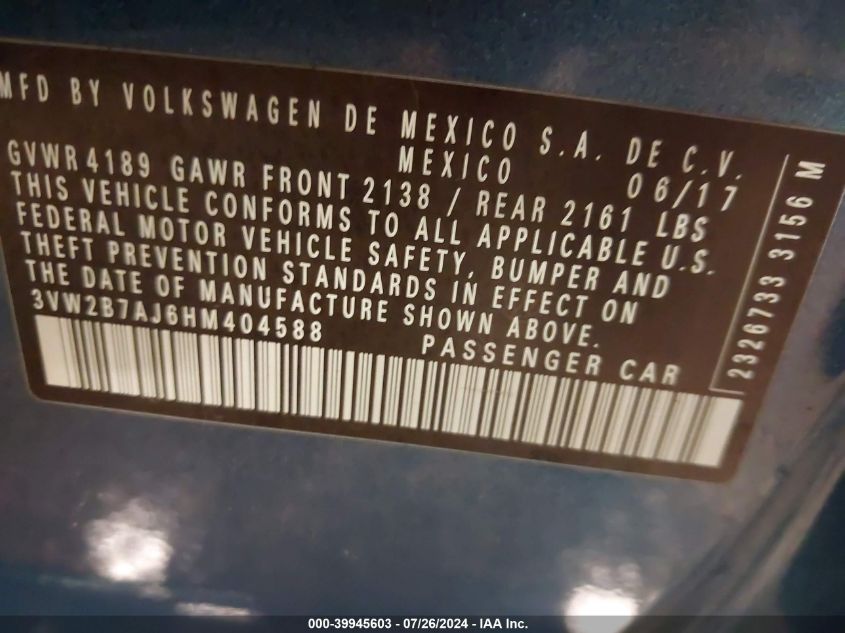 MFD BY VOLKSWAGEN DE MEXICO S.A. DE C.V.
MEXICO 06/17
GVWR 4189 GAWR FRONT 2138 / REAR 2161 LBS
THIS VEHICLE CONFORMS TO ALL APPLICABLE U.S.
FEDERAL MOTOR VEHICLE SAFETY, BUMPER AND
THEFT PREVENTION STANDARDS IN EFFECT ON
THE DATE OF MANUFACTURE SHOWN ABOVE.
3VW2B7AJ6HM404588 PASSENGER CAR
2326733 3156 M
000-39945603 - 07/26/2024 - IAA Inc.